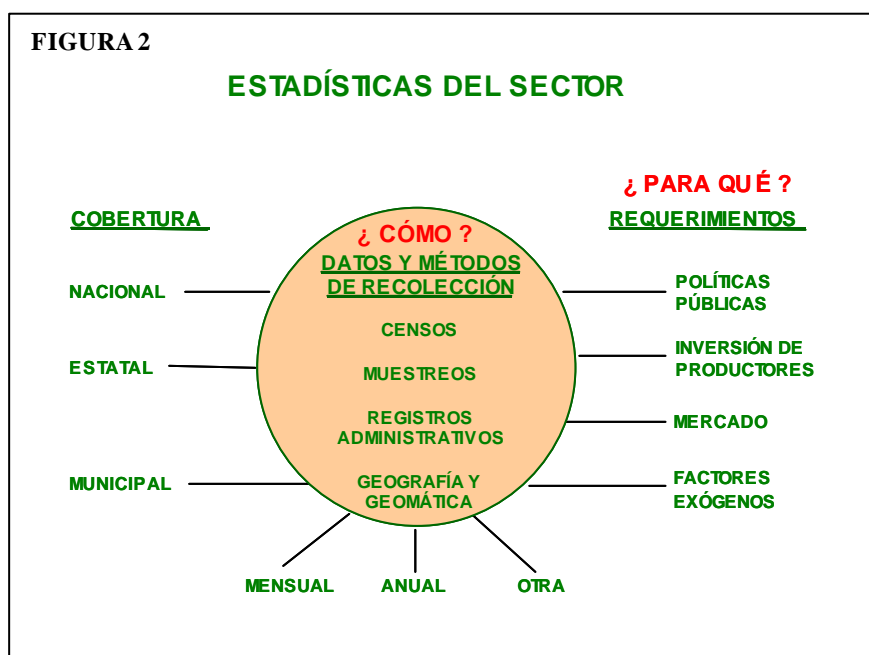 FIGURA 2
ESTADÍSTICAS DEL SECTOR
COBERTURA
NACIONAL
ESTATAL
MUNICIPAL
¿ CÓMO ?
DATOS Y MÉTODOS
DE RECOLECCIÓN
CENSOS
MUESTREOS
REGISTROS
ADMINISTRATIVOS
GEOGRAFÍA Y
GEOMÁTICA
¿ PARA QUÉ ?
REQUERIMIENTOS
POLÍTICAS
PÚBLICAS
INVERSIÓN DE
PRODUCTORES
MERCADO
FACTORES
EXÓGENOS
MENSUAL
ANUAL
OTRA